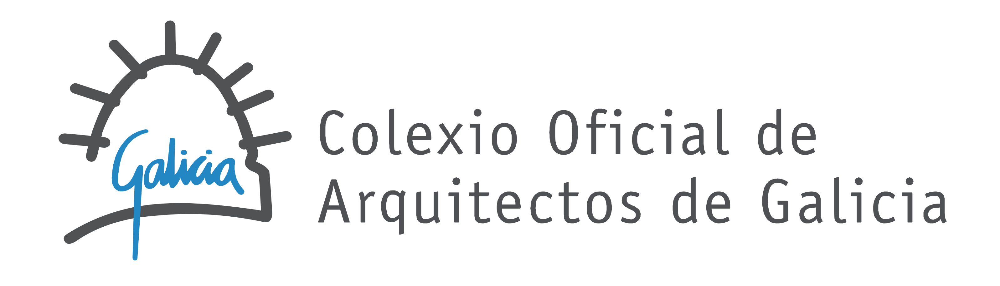 Galicia
Colexio Oficial de
Arquitectos de Galicia